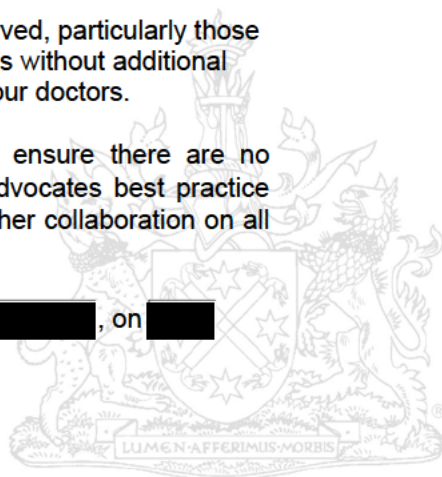 ved, particularly those
s without additional
our doctors.
ensure there are no
dvocates best practice
her collaboration on all
, on
LUMEN·AFFERIMUS·MORBIS
®